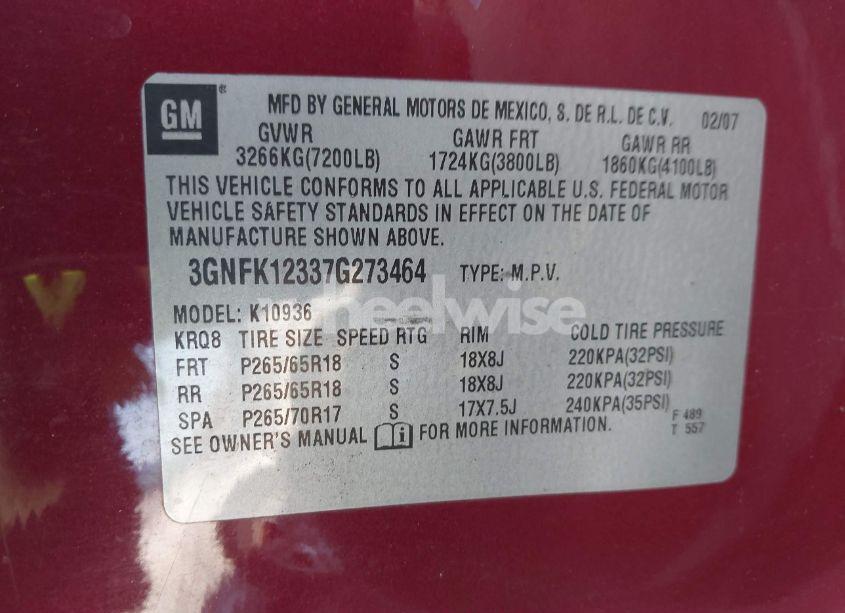 GM®
MFD BY GENERAL MOTORS DE MEXICO, S. DE R.L. DE C.V. 02/07
GVWR GAWR FRT GAWR RR
3266KG(7200LB) 1724KG(3800LB) 1860KG(4100LB)
THIS VEHICLE CONFORMS TO ALL APPLICABLE U.S. FEDERAL MOTOR
VEHICLE SAFETY STANDARDS IN EFFECT ON THE DATE OF
MANUFACTURE SHOWN ABOVE.
3GNFK12337G273464 TYPE: M.P.V.
wheelwise
MODEL: K10936
KRQ8 TIRE SIZE SPEED RTG RIM COLD TIRE PRESSURE
FRT P265/65R18 S 18X8J 220KPA(32PSI)
RR P265/65R18 S 18X8J 220KPA(32PSI)
SPA P265/70R17 S 17X7.5J 240KPA(35PSI)
SEE OWNER'S MANUAL i FOR MORE INFORMATION.
F 489
T 557